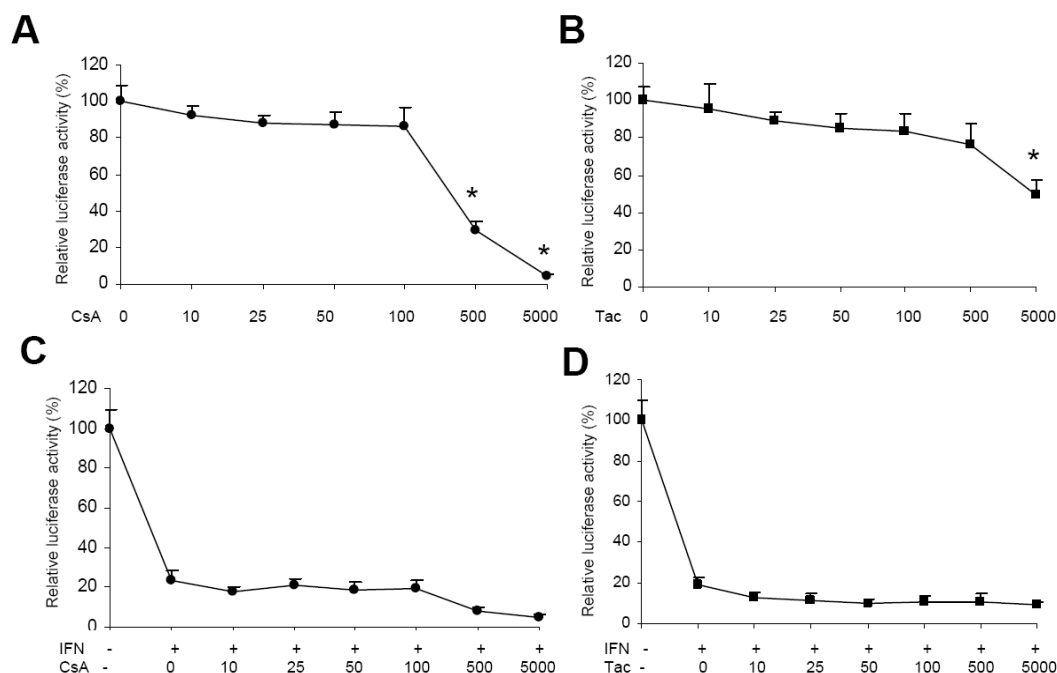 A
Relative luciferase activity (%)
120
100
80
60
40
20
0
*
*
CsA 0 10 25 50 100 500 5000
B
Relative luciferase activity (%)
120
100
80
60
40
20
0
*
Tac 0 10 25 50 100 500 5000
C
Relative luciferase activity (%)
120
100
80
60
40
20
0
IFN - + + + + + + +
CsA - 0 10 25 50 100 500 5000
D
Relative luciferase activity (%)
120
100
80
60
40
20
0
IFN - + + + + + + +
Tac - 0 10 25 50 100 500 5000